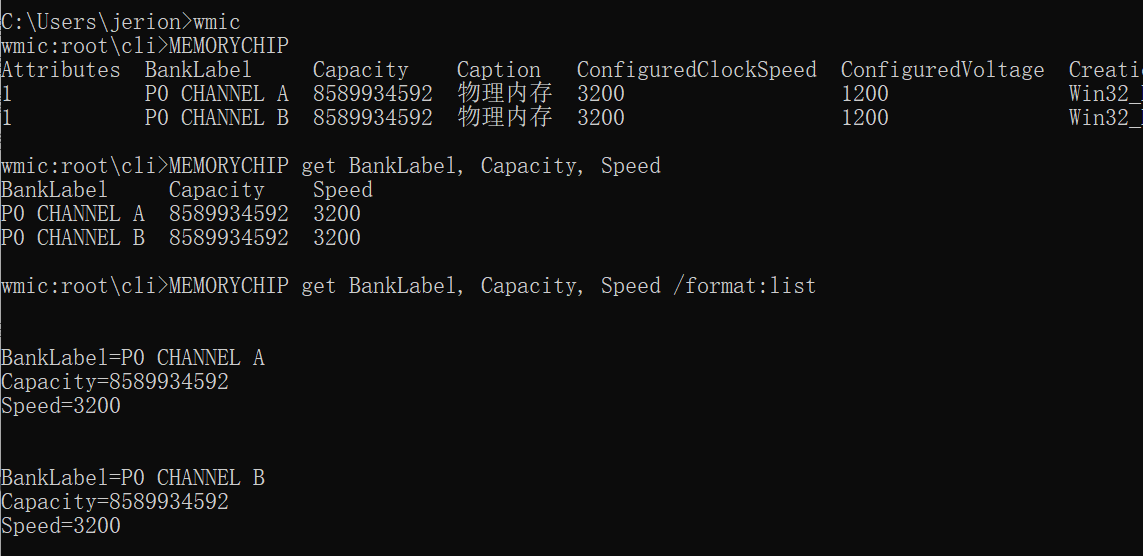 C:\Users\jerion>wmic
wmic:root\cli>MEMORYCHIP
Attributes  BankLabel     Capacity    Caption   ConfiguredClockSpeed  ConfiguredVoltage  Creati
1           P0 CHANNEL A  8589934592  物理内存  3200                  1200               Win32_
1           P0 CHANNEL B  8589934592  物理内存  3200                  1200               Win32_
wmic:root\cli>MEMORYCHIP get BankLabel, Capacity, Speed
BankLabel     Capacity    Speed
P0 CHANNEL A  8589934592  3200
P0 CHANNEL B  8589934592  3200
wmic:root\cli>MEMORYCHIP get BankLabel, Capacity, Speed /format:list
BankLabel=P0 CHANNEL A
Capacity=8589934592
Speed=3200
BankLabel=P0 CHANNEL B
Capacity=8589934592
Speed=3200